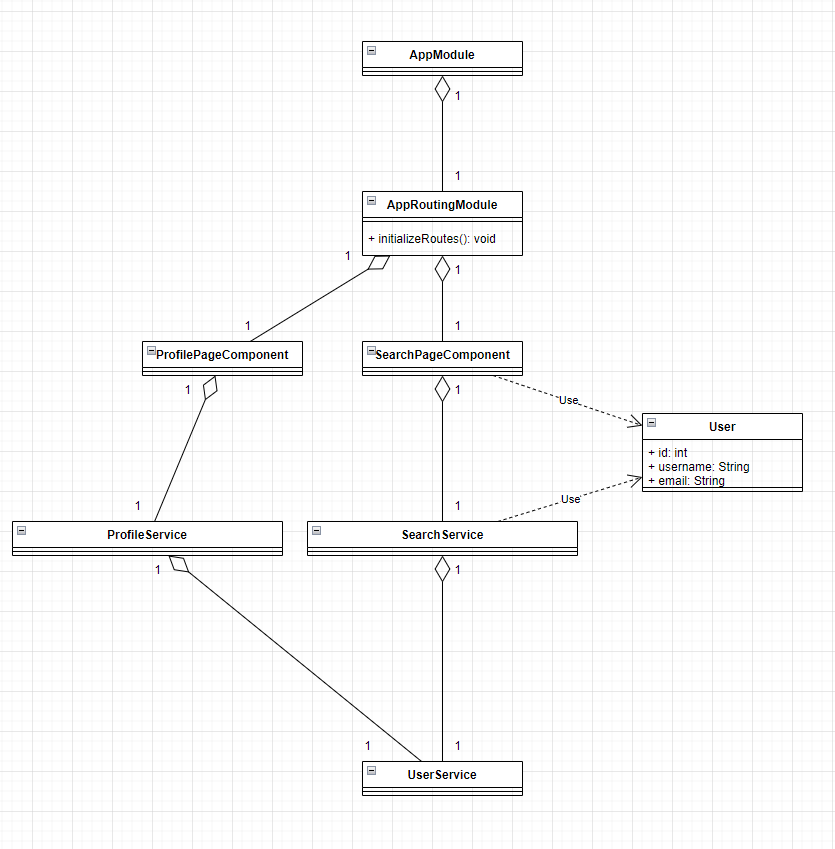 AppModule
1
1
AppRoutingModule
+ initializeRoutes(): void
1
1
1
1
ProfilePageComponent
SearchPageComponent
1
1
Use
User
+ id: int
+ username: String
+ email: String
Use
1
1
ProfileService
SearchService
1
1
1
1
UserService